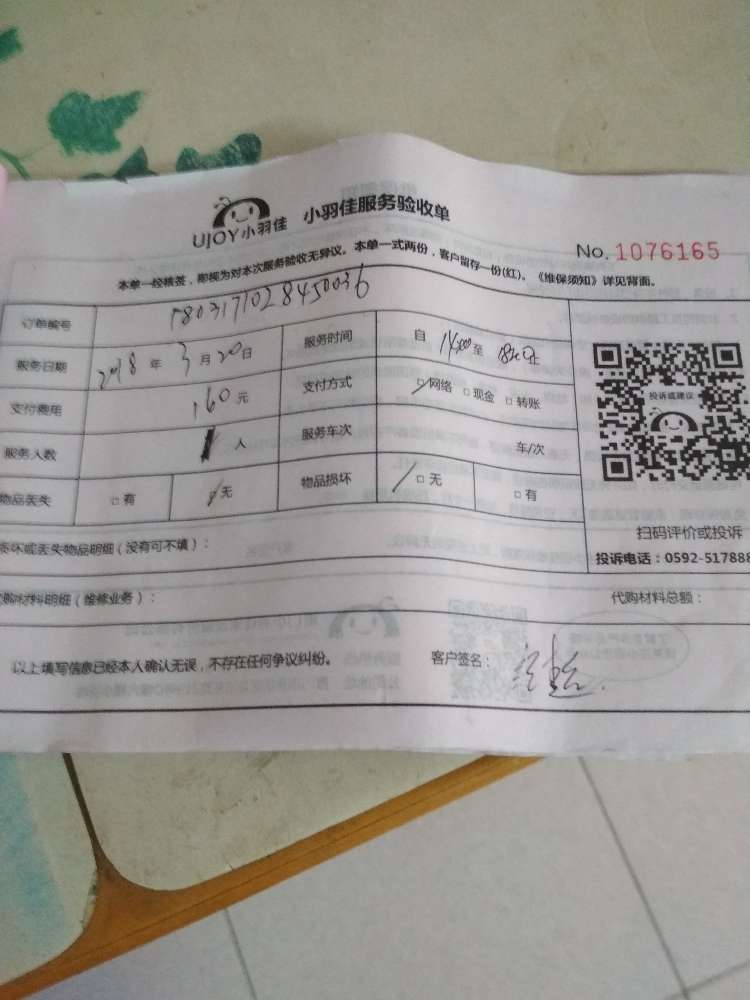 UJOY小羽佳 小羽佳服务验收单
No. 1076165
本单一经核签，即视为对本次服务验收无异议。本单一式两份，客户留存一份(红)。《维保须知》详见背面。
订单编号 1803171028450036
服务日期 2018 年 3 月 20 日 服务时间 自 14:00 至
支付费用 160 元 支付方式 □网络 □现金 □转账
服务人数 1 人 服务车次 车/次
投诉或建议
物品丢失 □有 □无 物品损坏 □无 □有
扫码评价或投诉
损坏或丢失物品明细（没有可不填）：
投诉电话：0592-517888
代购材料明细（维修业务）： 代购材料总额：
以上填写信息已经本人确认无误，不存在任何争议纠纷。 客户签名：